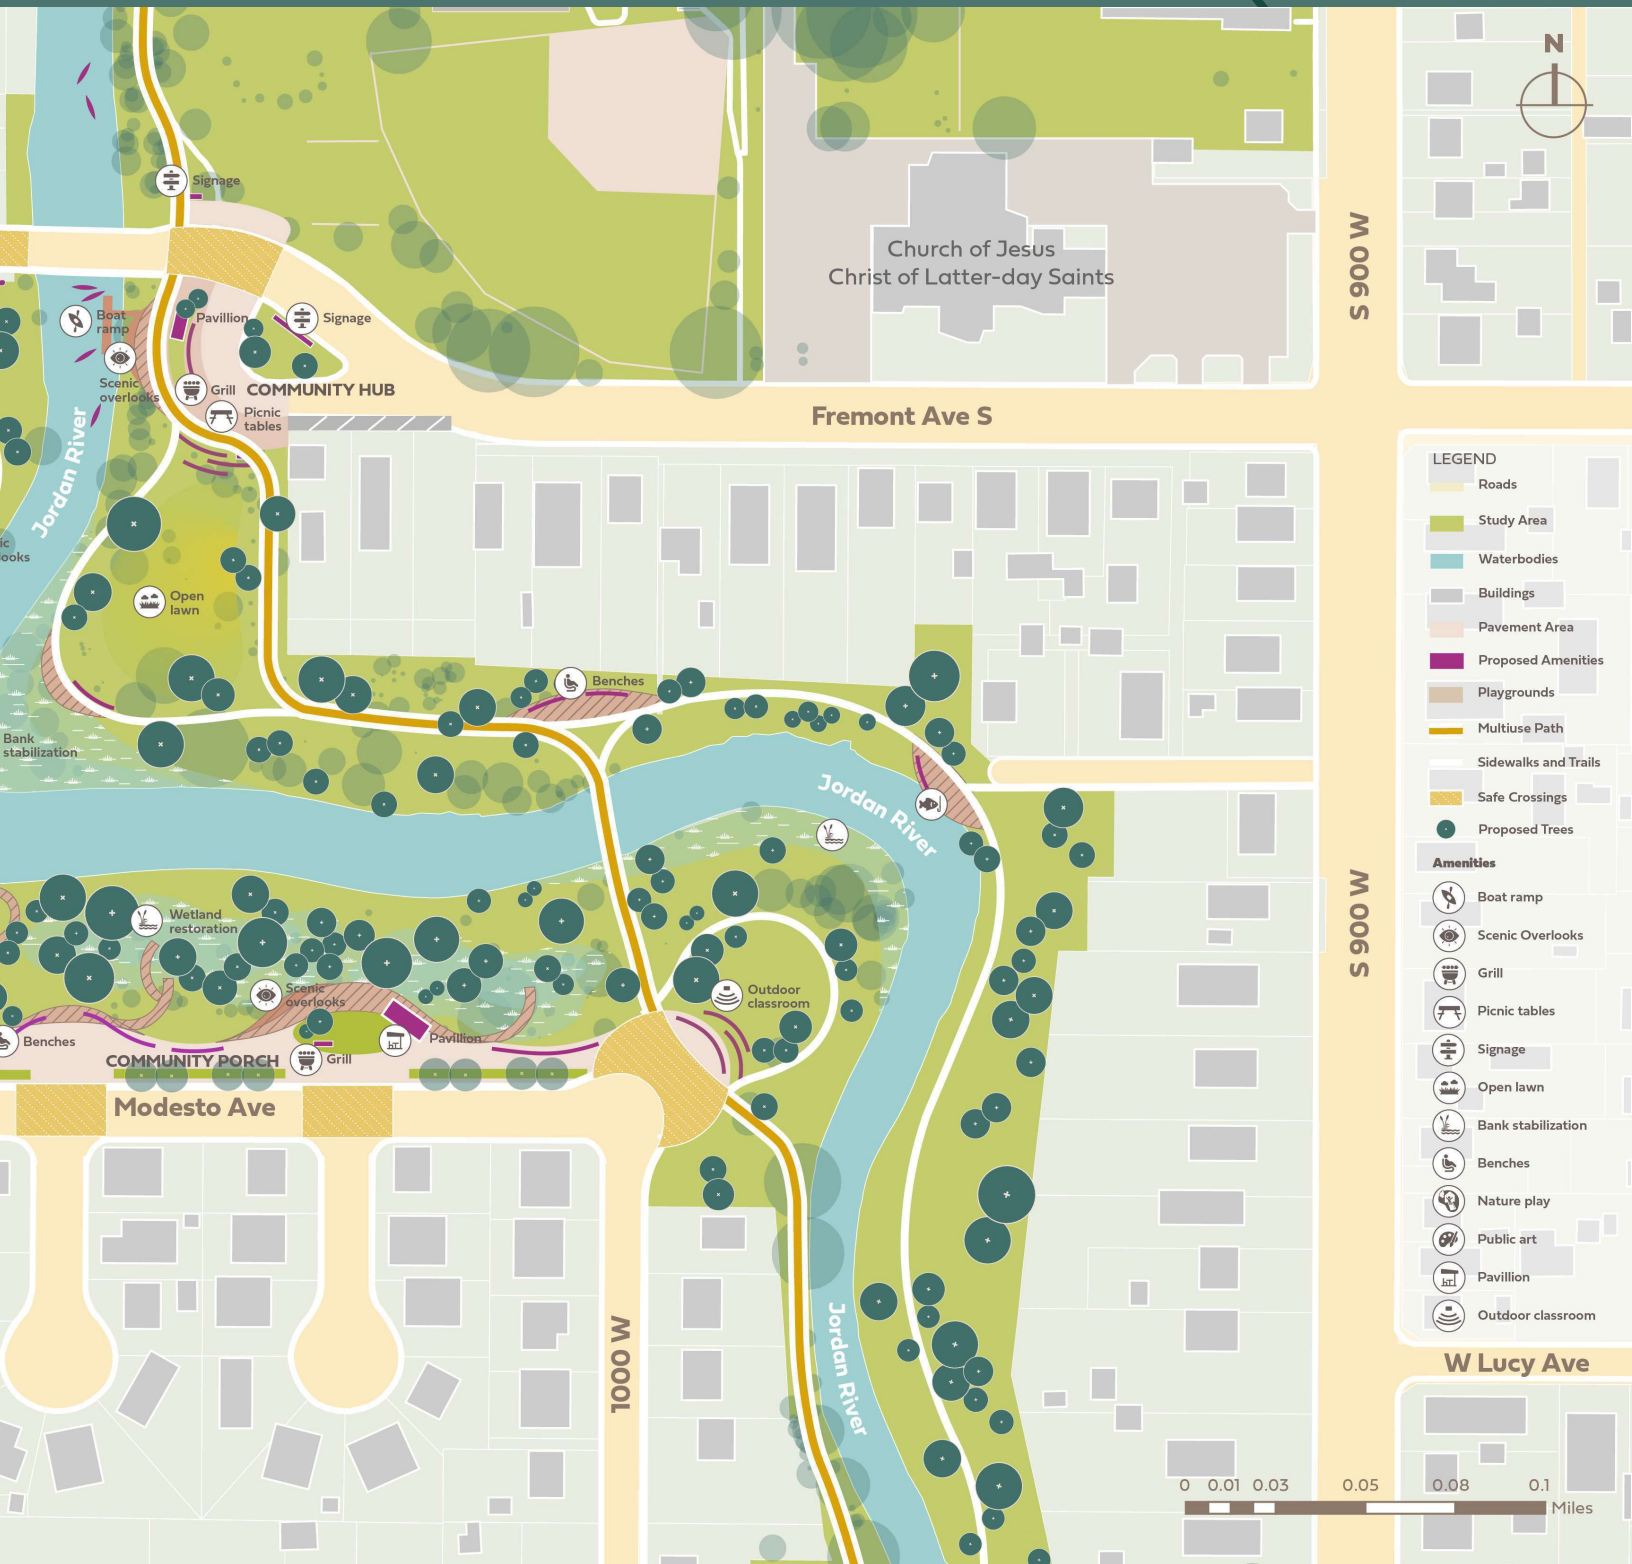 N
Signage
Church of Jesus
Christ of Latter-day Saints
S 900 W
Boat
ramp
Pavillion
Signage
Scenic
overlooks
Grill
COMMUNITY HUB
Picnic
tables
Fremont Ave S
Jordan River
ic
ooks
Open
lawn
Benches
Bank
stabilization
Jordan River
Wetland
restoration
Scenic
overlooks
Outdoor
classroom
Benches
Pavillion
COMMUNITY PORCH
Grill
Modesto Ave
S 900 W
1000 W
Jordan River
LEGEND
Roads
Study Area
Waterbodies
Buildings
Pavement Area
Proposed Amenities
Playgrounds
Multiuse Path
Sidewalks and Trails
Safe Crossings
Proposed Trees
Amenities
Boat ramp
Scenic Overlooks
Grill
Picnic tables
Signage
Open lawn
Bank stabilization
Benches
Nature play
Public art
Pavillion
Outdoor classroom
W Lucy Ave
0 0.01 0.03 0.05 0.08 0.1
Miles